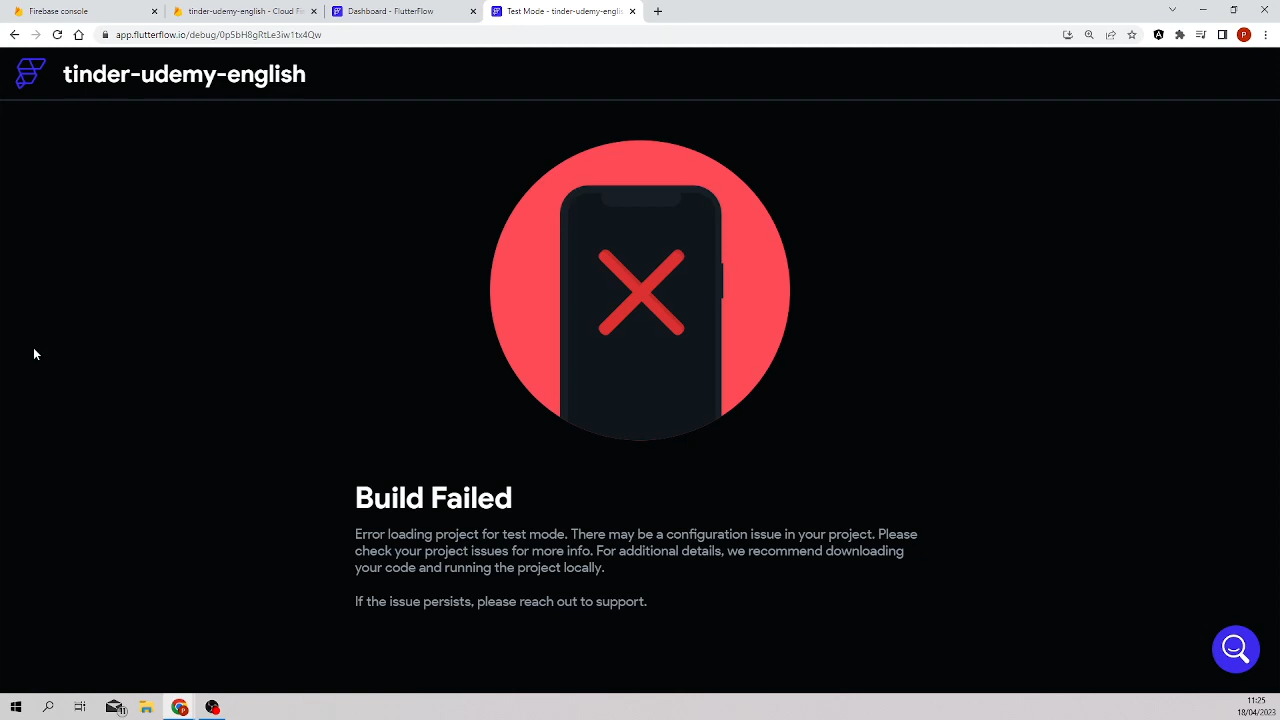 Firebase console
tinder-udemy-english - Cloud Fi
Dashboard - FlutterFlow
Test Mode - tinder-udemy-englis
app.flutterflow.io/debug/0p5bH8gRtLe3iw1tx4Qw
P
tinder-udemy-english
Build Failed
Error loading project for test mode. There may be a configuration issue in your project. Please
check your project issues for more info. For additional details, we recommend downloading
your code and running the project locally.
If the issue persists, please reach out to support.
11:25
18/04/2023